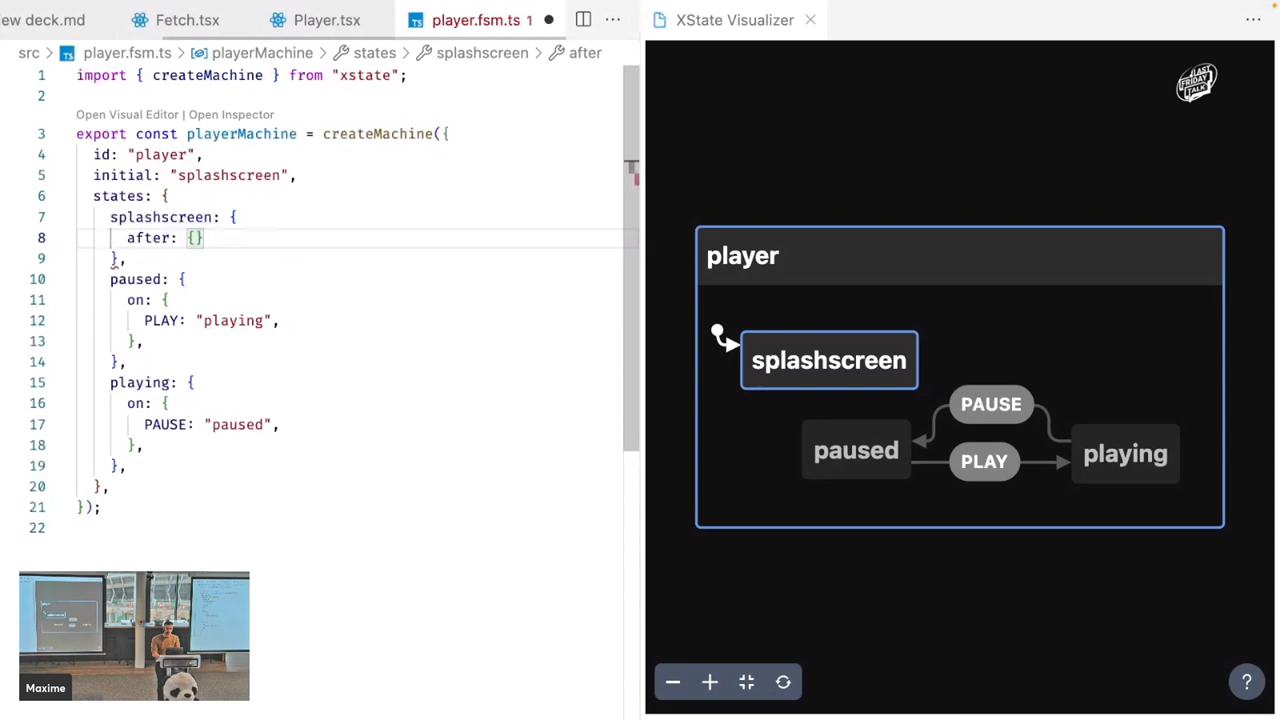 ew deck.md
Fetch.tsx
Player.tsx
player.fsm.ts 1
XState Visualizer
src > player.fsm.ts > playerMachine > states > splashscreen > after
1 import { createMachine } from "xstate";
2
Open Visual Editor | Open Inspector
3 export const playerMachine = createMachine({
4 id: "player",
5 initial: "splashscreen",
6 states: {
7 splashscreen: {
8 after: {}
9 },
10 paused: {
11 on: {
12 PLAY: "playing",
13 },
14 },
15 playing: {
16 on: {
17 PAUSE: "paused",
18 },
19 },
20 },
21 });
22
Maxime
LAST
FRIDAY
TALK
player
splashscreen
PAUSE
paused
PLAY
playing
?